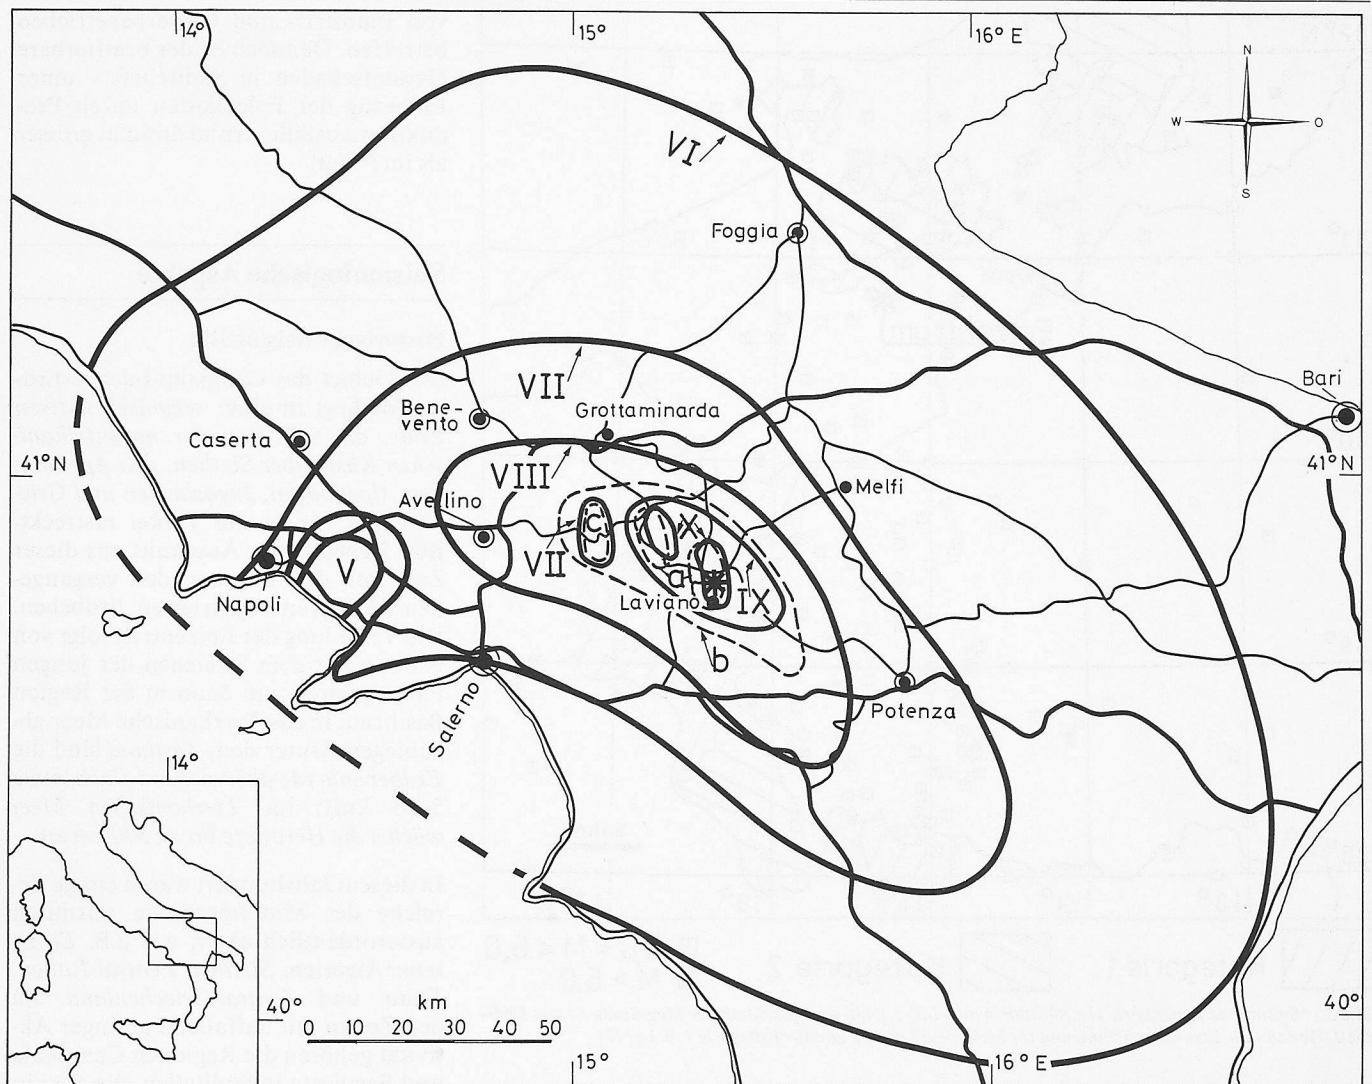 14°
15°
16° E
N
W
O
S
VI
Foggia
VII
Bari
Bene-
vento
Grottaminarda
Caserta
41°N
41°N
VIII
Melfi
Avellino
C
X
V
VII
a
IX
Napoli
Laviano
b
Salerno
Potenza
14°
40°
km
0 10 20 30 40 50
40°
15°
16° E